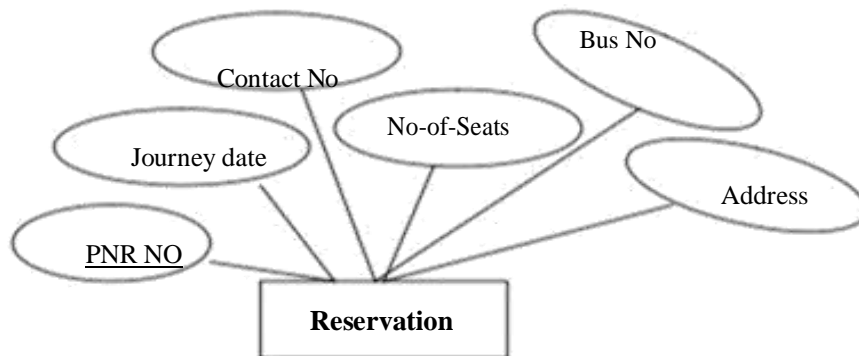 Bus No
Contact No
No-of-Seats
Journey date
Address
PNR NO
Reservation